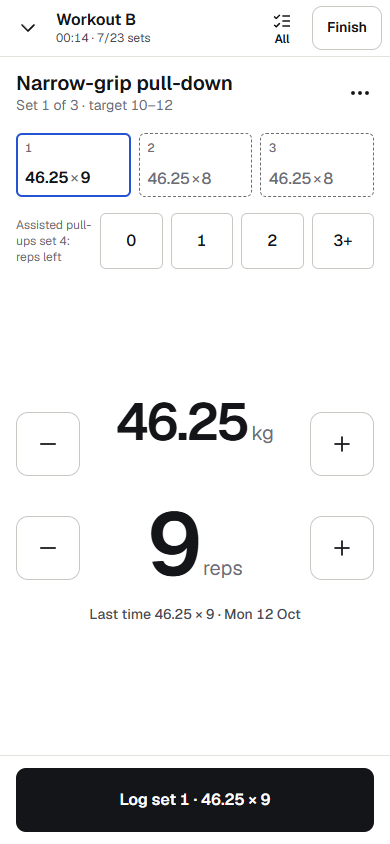 Workout B
00:14 · 7/23 sets
All
Finish
Narrow-grip pull-down
Set 1 of 3 · target 10–12
1
46.25×9
2
46.25×8
3
46.25×8
Assisted pull-
ups set 4:
reps left
0
1
2
3+
− 46.25 kg +
− 9 reps +
Last time 46.25 × 9 · Mon 12 Oct
Log set 1 · 46.25 × 9